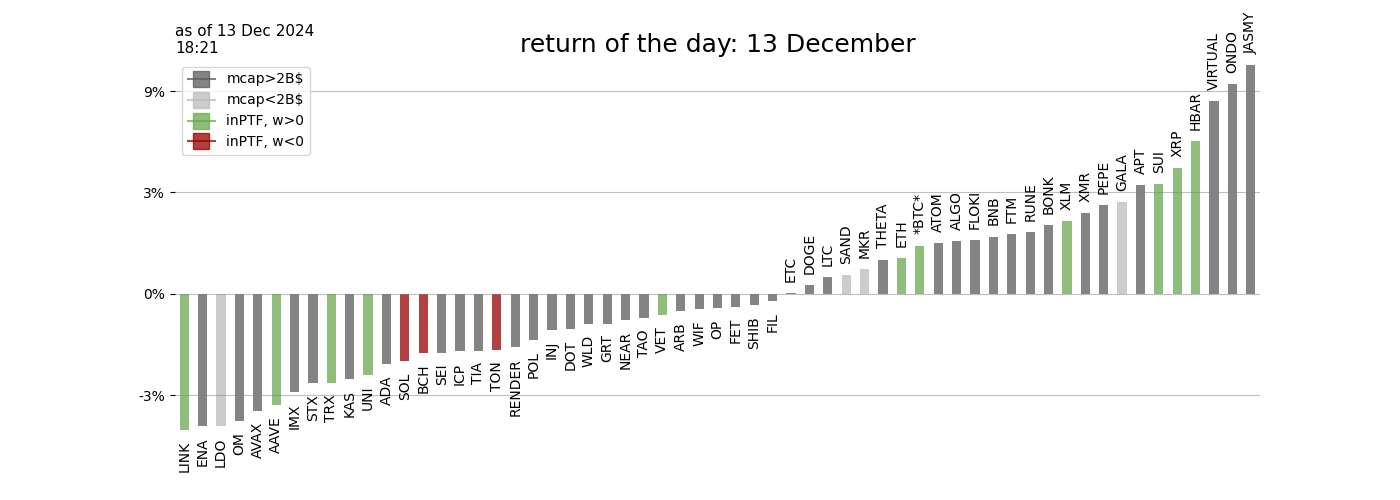 as of 13 Dec 2024
18:21
return of the day: 13 December
mcap>2B$
mcap<2B$
inPTF, w>0
inPTF, w<0
9%
3%
0%
-3%
LINK
ENA
LDO
OM
AVAX
AAVE
IMX
STX
TRX
KAS
UNI
ADA
SOL
BCH
SEI
ICP
TIA
TON
RENDER
POL
INJ
DOT
WLD
GRT
NEAR
TAO
VET
ARB
WIF
OP
FET
SHIB
FIL
ETC
DOGE
LTC
SAND
MKR
THETA
ETH
*BTC*
ATOM
ALGO
FLOKI
BNB
FTM
RUNE
BONK
XLM
XMR
PEPE
GALA
APT
SUI
XRP
HBAR
VIRTUAL
ONDO
JASMY